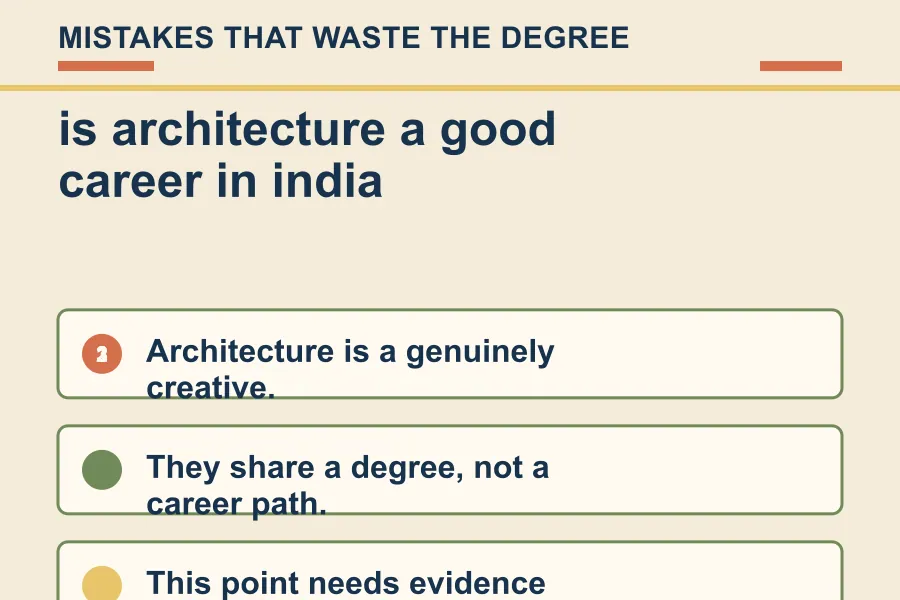 MISTAKES THAT WASTE THE DEGREE
is architecture a good
career in india
Architecture is a genuinely
creative.
They share a degree, not a
career path.
This point needs evidence